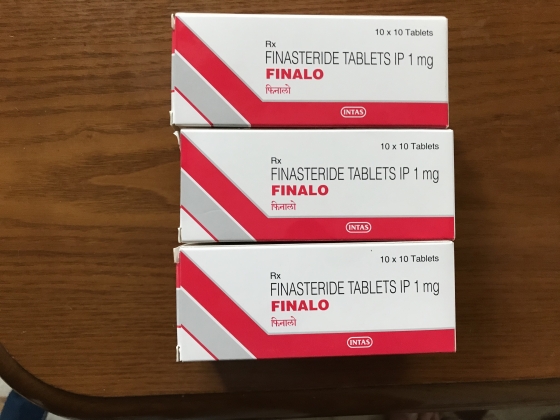 10 x 10 Tablets
Rx
FINASTERIDE TABLETS IP 1 mg
FINALO
फिनालो
INTAS
10 x 10 Tablets
Rx
FINASTERIDE TABLETS IP 1 mg
FINALO
फिनालो
INTAS
10 x 10 Tablets
Rx
FINASTERIDE TABLETS IP 1 mg
FINALO
फिनालो
INTAS